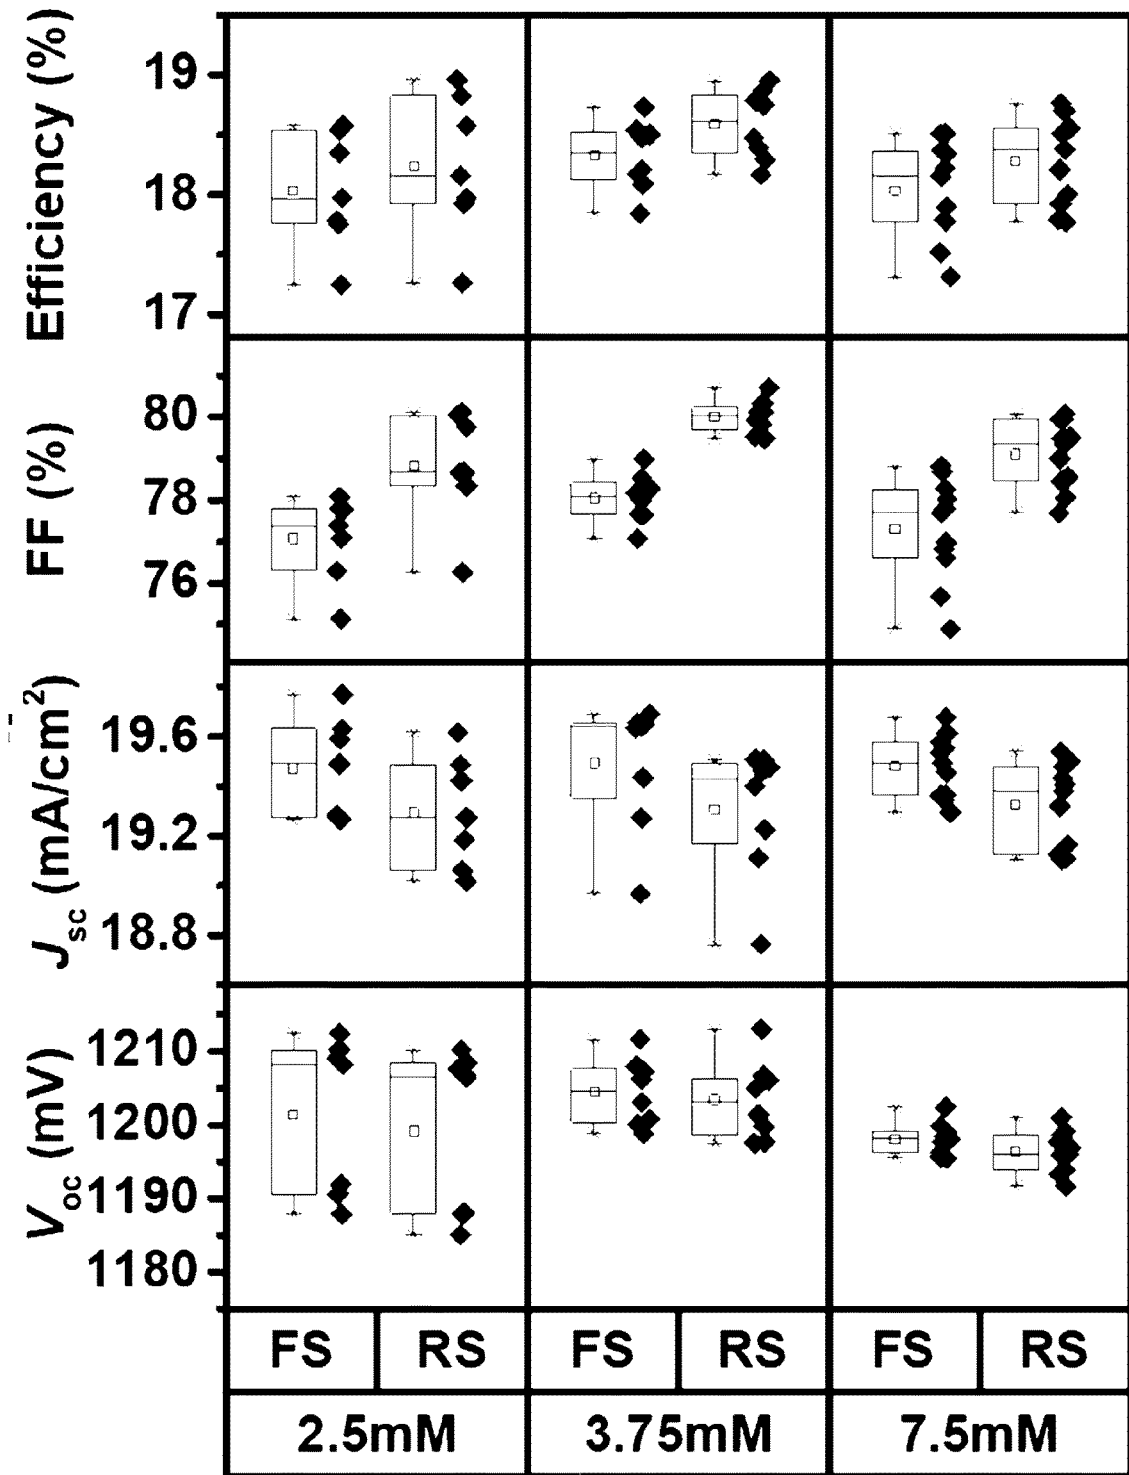 Efficiency (%)
19
18
17
FF (%)
80
78
76
Jsc (mA/cm²)
19.6
19.2
18.8
Voc (mV)
1210
1200
1190
1180
FS RS FS RS FS RS
2.5mM 3.75mM 7.5mM